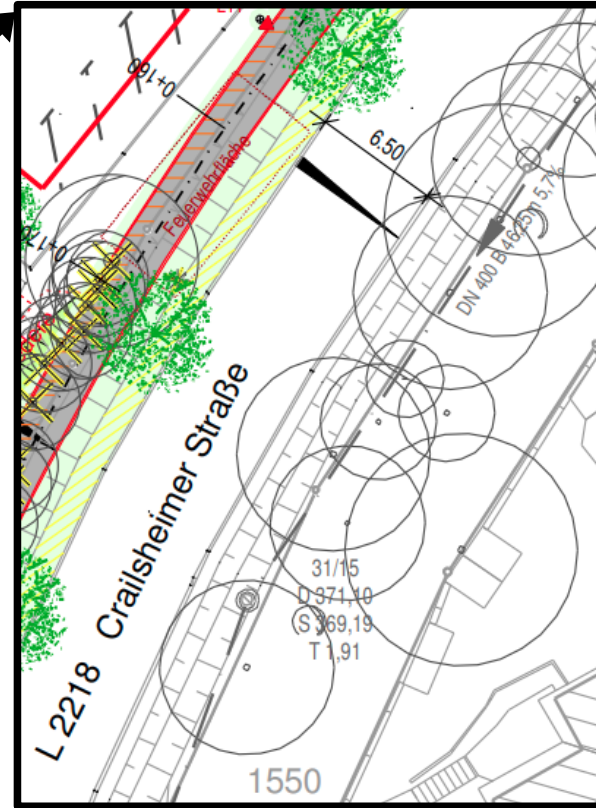 0+160
6.50
Feuerwehrfläche
DN 400 B 46,25m 5,7%
L 2218 Crailsheimer Straße
31/15
D 371,10
S 369,19
T 1,91
1550